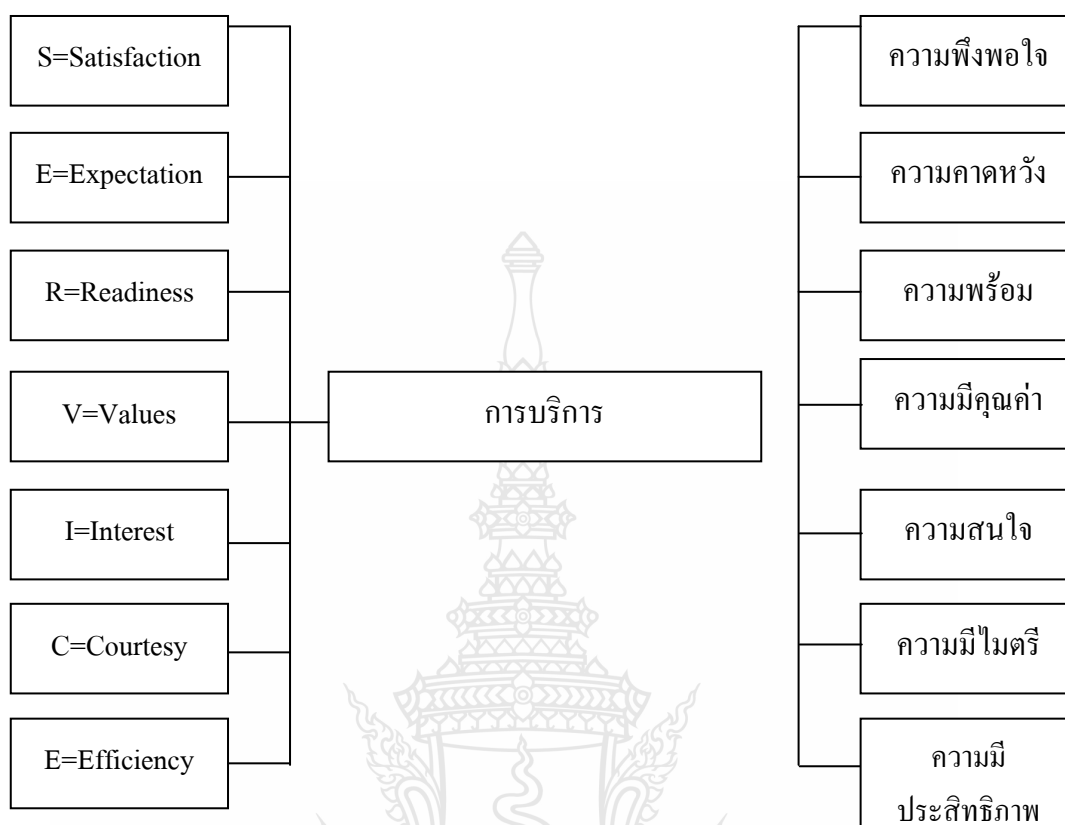 S=Satisfaction
E=Expectation
R=Readiness
V=Values
I=Interest
C=Courtesy
E=Efficiency
การบริการ
ความพึงพอใจ
ความคาดหวัง
ความพร้อม
ความมีคุณค่า
ความสนใจ
ความมีไมตรี
ความมี
ประสิทธิภาพ